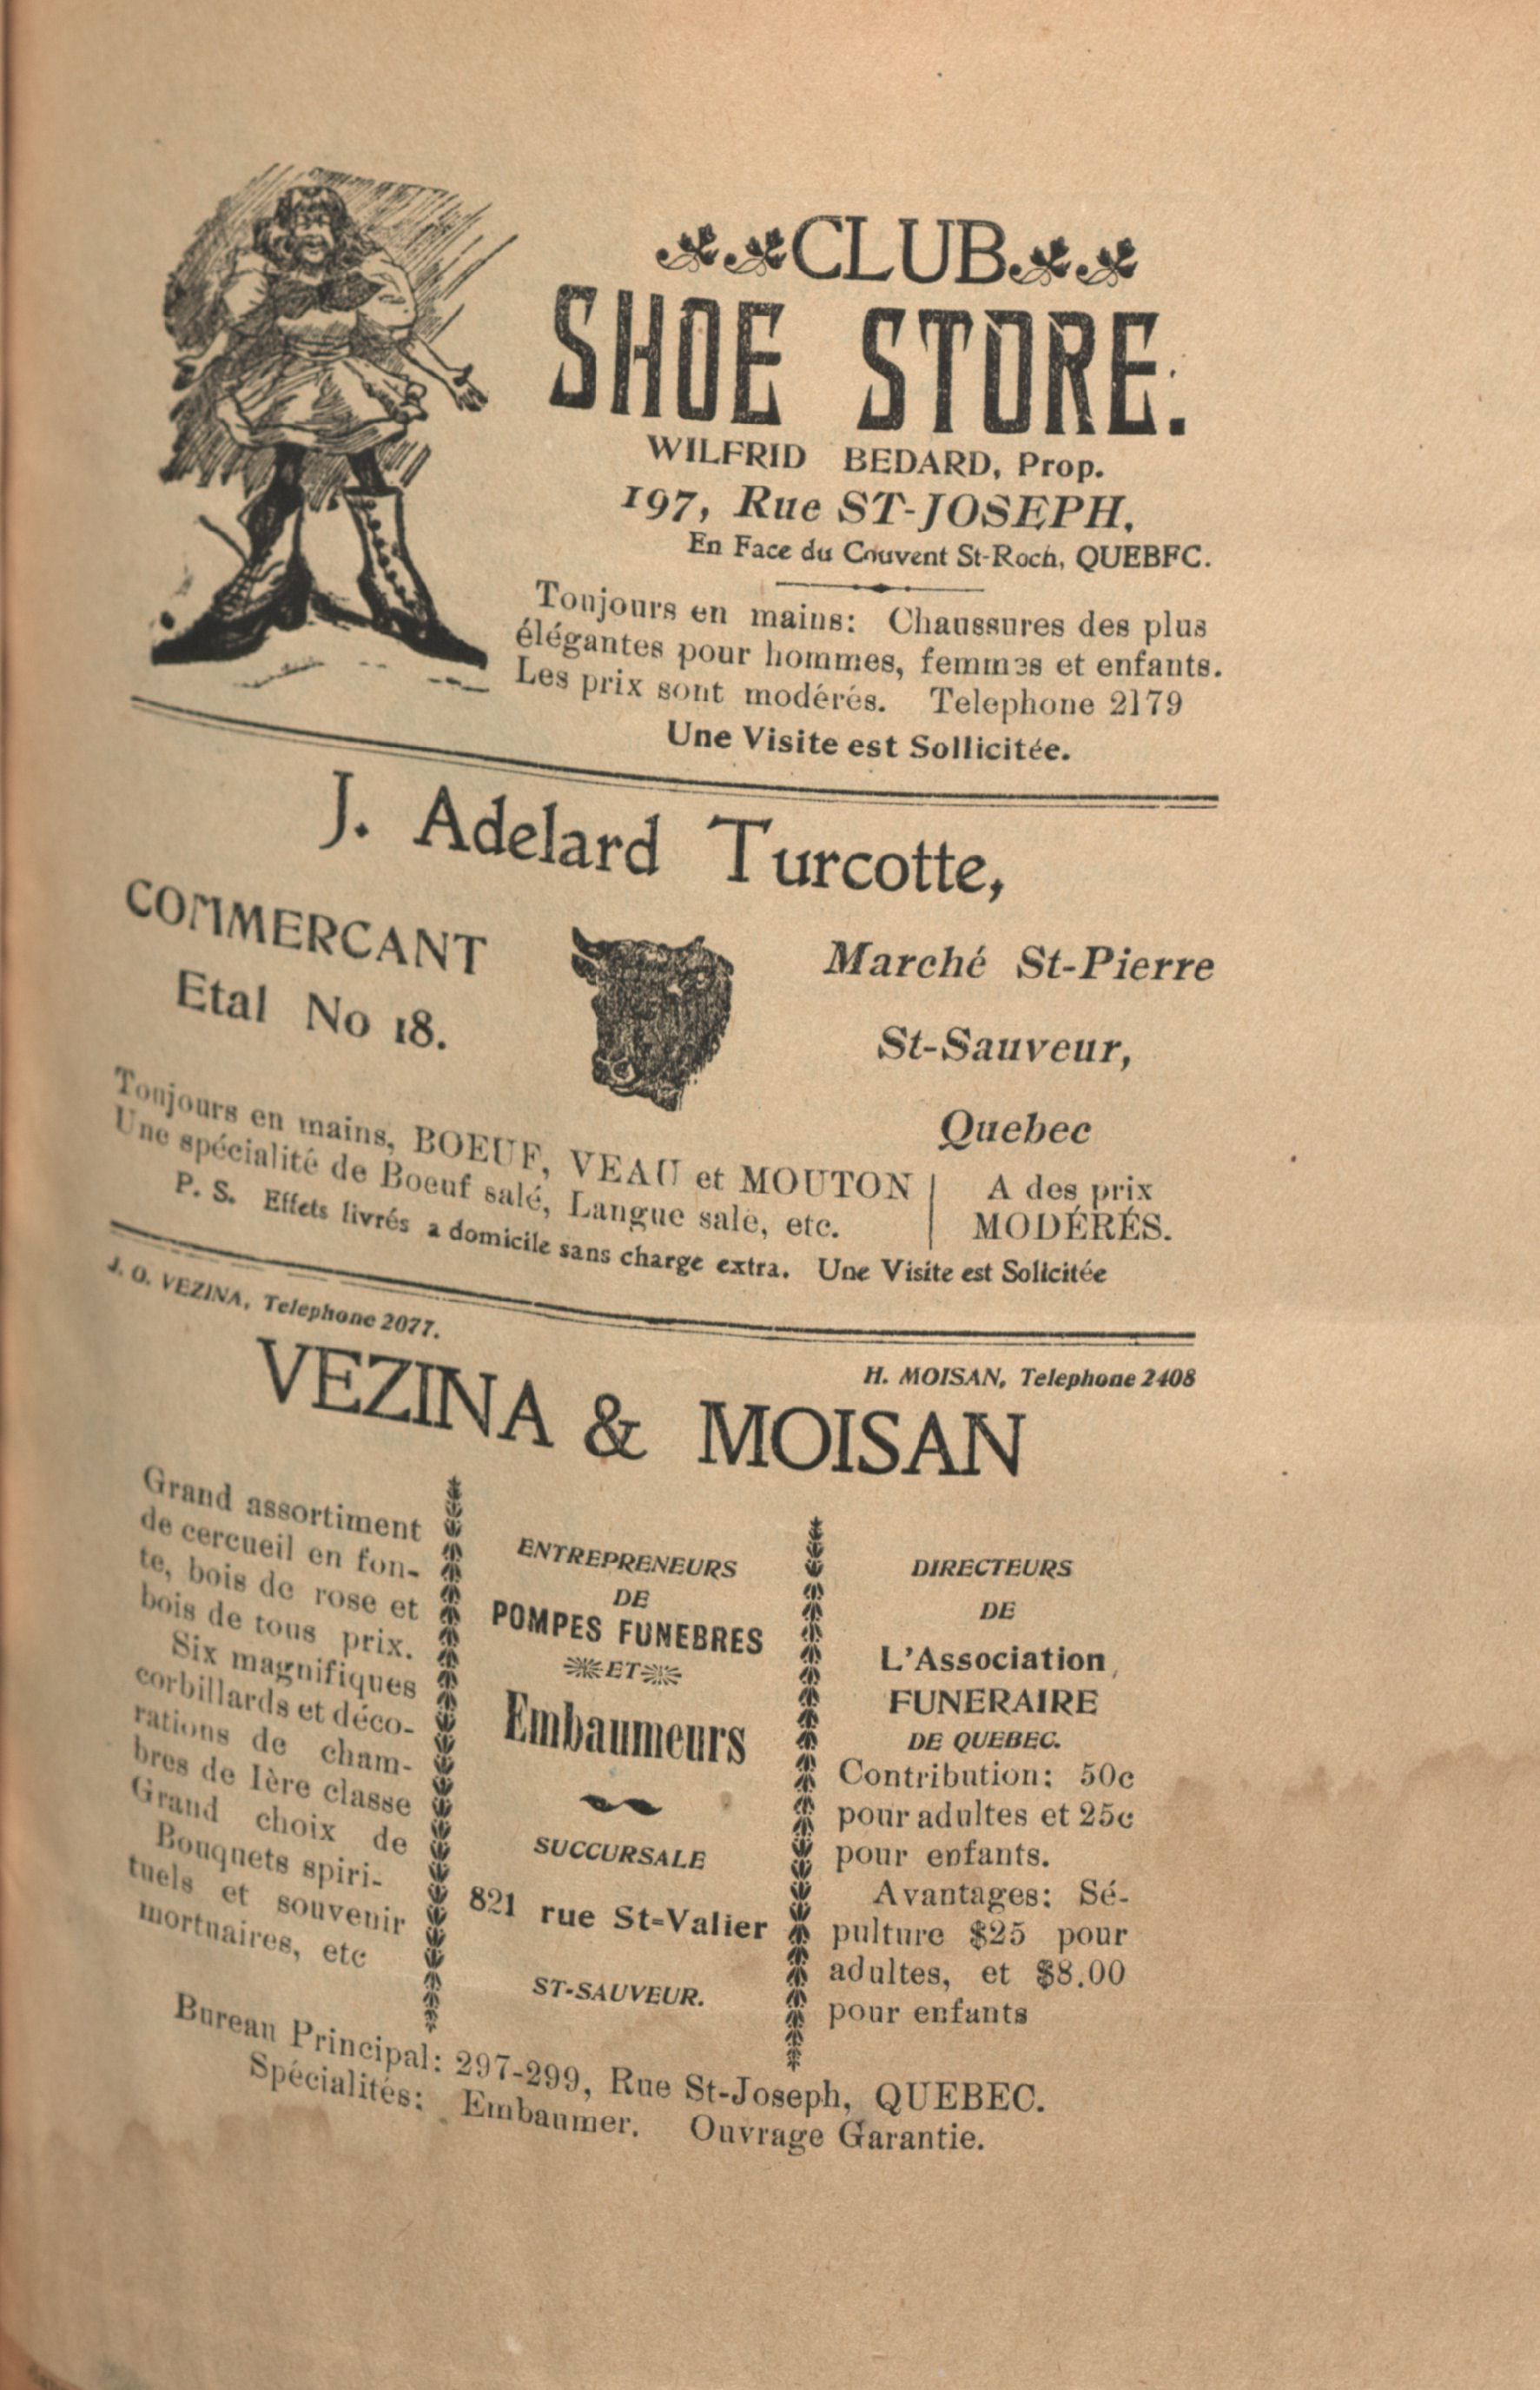 CLUB
SHOE STORE.
WILFRID BEDARD, Prop.
197, Rue ST-JOSEPH,
En Face du Couvent St-Roch, QUEBEC.
Toujours en mains: Chaussures des plus
élégantes pour hommes, femmes et enfants.
Les prix sont modérés. Telephone 2179
Une Visite est Sollicitée.
J. Adelard Turcotte,
COMMERCANT
Etal No 18.
Marché St-Pierre
St-Sauveur,
Quebec
Toujours en mains, BOEUF, VEAU et MOUTON
Une spécialité de Boeuf salé, Langue sale, etc.
A des prix
MODÉRÉS.
P. S. Effets livrés a domicile sans charge extra. Une Visite est Solicitée
J. O. VEZINA, Telephone 2077.
H. MOISAN, Telephone 2408
VEZINA & MOISAN
Grand assortiment
de cercueil en fon-
te, bois de rose et
bois de tous prix.
Six magnifiques
corbillards et déco-
rations de cham-
bres de 1ère classe
Grand choix de
Bouquets spiri-
tuels et souvenir
mortuaires, etc
ENTREPRENEURS
DE
POMPES FUNEBRES
ET
Embaumeurs
SUCCURSALE
821 rue St-Valier
ST-SAUVEUR.
DIRECTEURS
DE
L'Association
FUNERAIRE
DE QUEBEC.
Contribution: 50c
pour adultes et 25c
pour enfants.
Avantages: Sé-
pulture $25 pour
adultes, et $8.00
pour enfants
Bureau Principal: 297-299, Rue St-Joseph, QUEBEC.
Spécialités: Embaumer. Ouvrage Garantie.